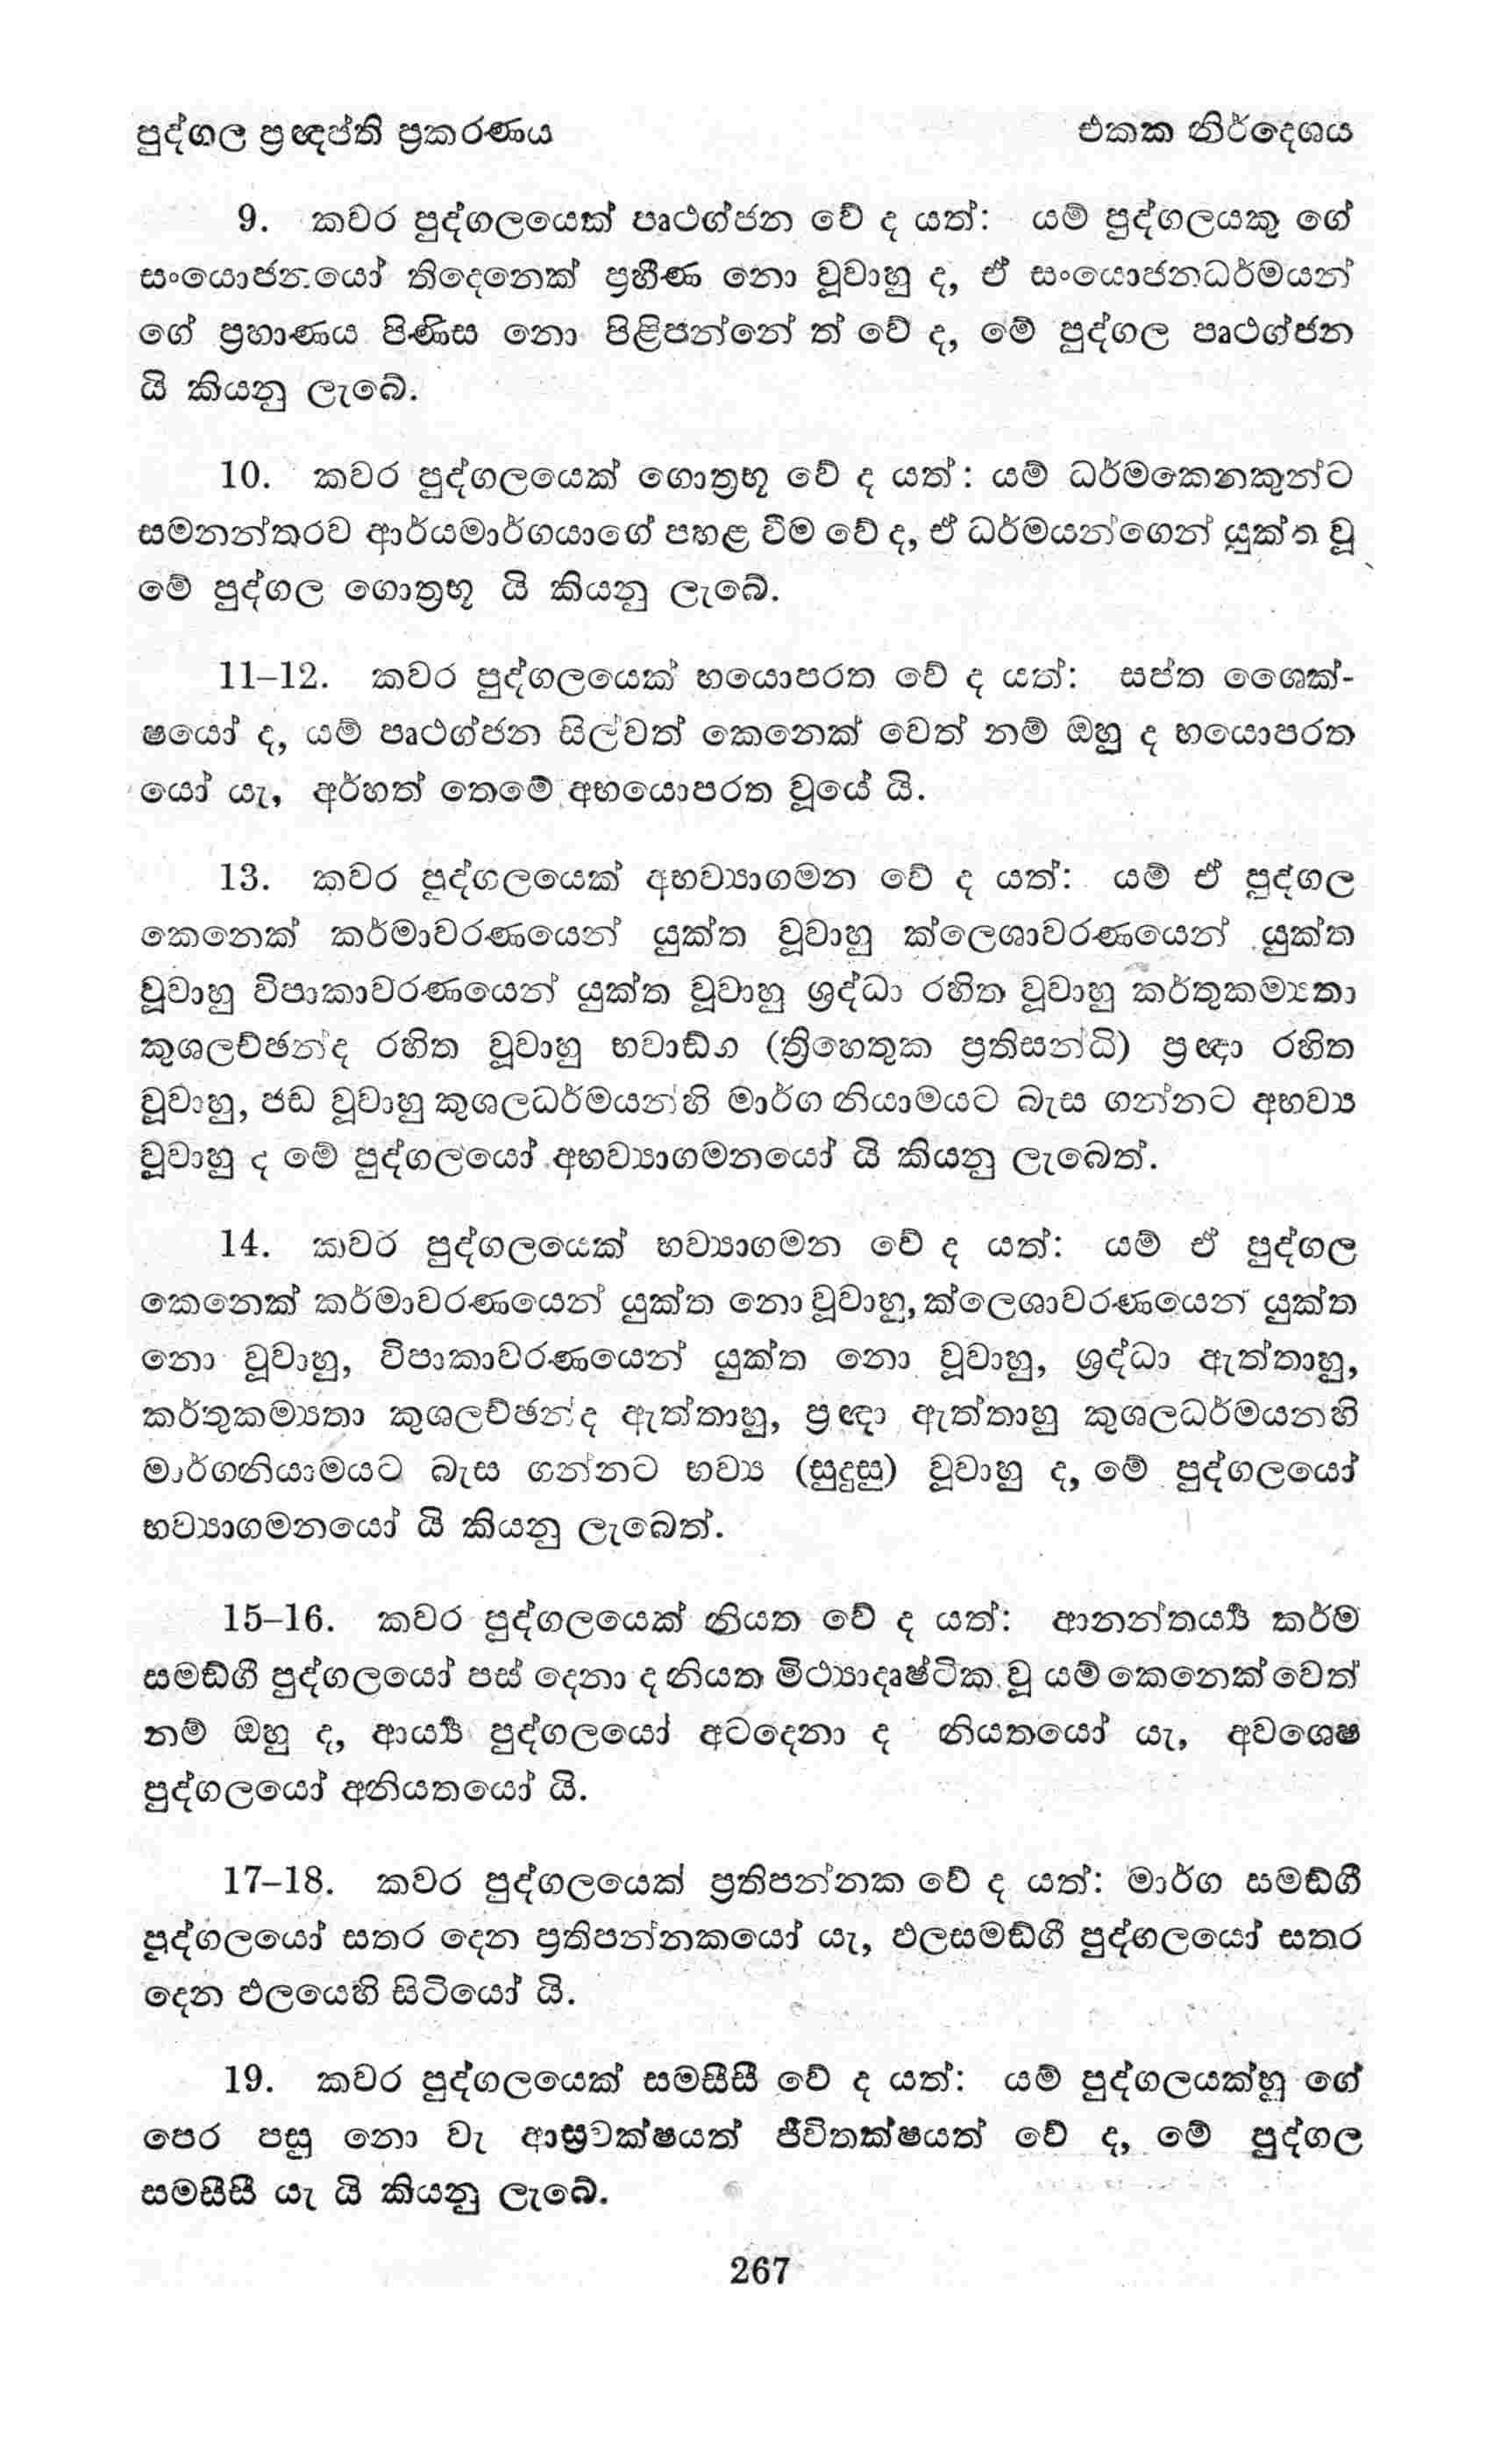 පුද්ගල ප්‍රඥප්ති ප්‍රකරණය
එකක නිර්දෙශය
9. කවර පුද්ගලයෙක් පෘථග්ජන වේ ද යත්: යම් පුද්ගලයකු ගේ
සංයොජනයෝ තිදෙනෙක් ප්‍රහීණ නො වූවාහු ද, ඒ සංයොජනධර්මයන්
ගේ ප්‍රහාණය පිණිස නො පිළිපන්නේ ත් වේ ද, මේ පුද්ගල පෘථග්ජන
යි කියනු ලැබේ.
10. කවර පුද්ගලයෙක් ගොත්‍රභූ වේ ද යත්: යම් ධර්මකෙනකුන්ට
සමනන්තරව ආර්යමාර්ගයාගේ පහළ වීම වේ ද, ඒ ධර්මයන්ගෙන් යුක්ත වූ
මේ පුද්ගල ගොත්‍රභූ යි කියනු ලැබේ.
11–12. කවර පුද්ගලයෙක් භයොපරත වේ ද යත්: සප්ත ශෛක්-
ෂයෝ ද, යම් පෘථග්ජන සිල්වත් කෙනෙක් වෙත් නම් ඔහු ද භයොපරත
යෝ යැ, අර්හත් තෙමේ අභයොපරත වූයේ යි.
13. කවර පුද්ගලයෙක් අභව්‍යාගමන වේ ද යත්: යම් ඒ පුද්ගල
කෙනෙක් කර්මාවරණයෙන් යුක්ත වූවාහු ක්ලෙශාවරණයෙන් යුක්ත
වූවාහු විපාකාවරණයෙන් යුක්ත වූවාහු ශ්‍රද්ධා රහිත වූවාහු කර්තුකම්‍යතා
කුශලච්ඡන්ද රහිත වූවාහු භවාඬ්ග (ත්‍රිහෙතුක ප්‍රතිසන්ධි) ප්‍රඥා රහිත
වූවාහු, ජඩ වූවාහු කුශලධර්මයන්හි මාර්ග නියාමයට බැස ගන්නට අභව්‍ය
වූවාහු ද මේ පුද්ගලයෝ අභව්‍යාගමනයෝ යි කියනු ලැබෙත්.
14. කවර පුද්ගලයෙක් භව්‍යාගමන වේ ද යත්: යම් ඒ පුද්ගල
කෙනෙක් කර්මාවරණයෙන් යුක්ත නො වූවාහු, ක්ලෙශාවරණයෙන් යුක්ත
නො වූවාහු, විපාකාවරණයෙන් යුක්ත නො වූවාහු, ශ්‍රද්ධා ඇත්තාහු,
කර්තුකම්‍යතා කුශලච්ඡන්ද ඇත්තාහු, ප්‍රඥා ඇත්තාහු කුශලධර්මයනහි
මාර්ගනියාමයට බැස ගන්නට භව්‍ය (සුදුසු) වූවාහු ද, මේ පුද්ගලයෝ
භව්‍යාගමනයෝ යි කියනු ලැබෙත්.
15–16. කවර පුද්ගලයෙක් නියත වේ ද යත්: ආනන්තර්‍ය්‍ය කර්ම
සමඬ්ගී පුද්ගලයෝ පස් දෙනා ද නියත මිථ්‍යාදෘෂ්ටික වූ යම් කෙනෙක් වෙත්
නම් ඔහු ද, ආර්‍ය්‍ය පුද්ගලයෝ අටදෙනා ද නියතයෝ යැ, අවශෙෂ
පුද්ගලයෝ අනියතයෝ යි.
17–18. කවර පුද්ගලයෙක් ප්‍රතිපන්නක වේ ද යත්: මාර්ග සමඬ්ගී
පුද්ගලයෝ සතර දෙන ප්‍රතිපන්නකයෝ යැ, ඵලසමඬ්ගී පුද්ගලයෝ සතර
දෙන ඵලයෙහි සිටියෝ යි.
19. කවර පුද්ගලයෙක් සමසීසී වේ ද යත්: යම් පුද්ගලයක්හු ගේ
පෙර පසු නො වැ ආස්‍රවක්ෂයත් ජීවිතක්ෂයත් වේ ද, මේ පුද්ගල
සමසීසී යැ යි කියනු ලැබේ.
267